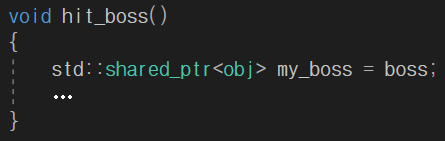 void hit_boss()
{
std::shared_ptr<obj> my_boss = boss;
...
}